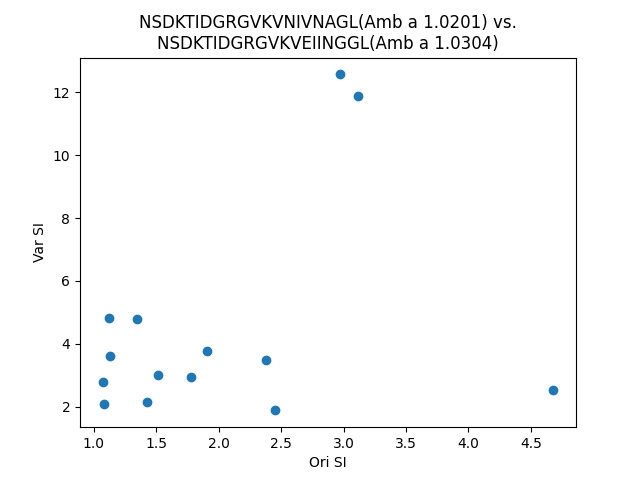 NSDKTIDGRGVKVNIVNAGL(Amb a 1.0201) vs.
NSDKTIDGRGVKVEIINGGL(Amb a 1.0304)
12
10
8
6
4
2
Var SI
1.0 1.5 2.0 2.5 3.0 3.5 4.0 4.5
Ori SI